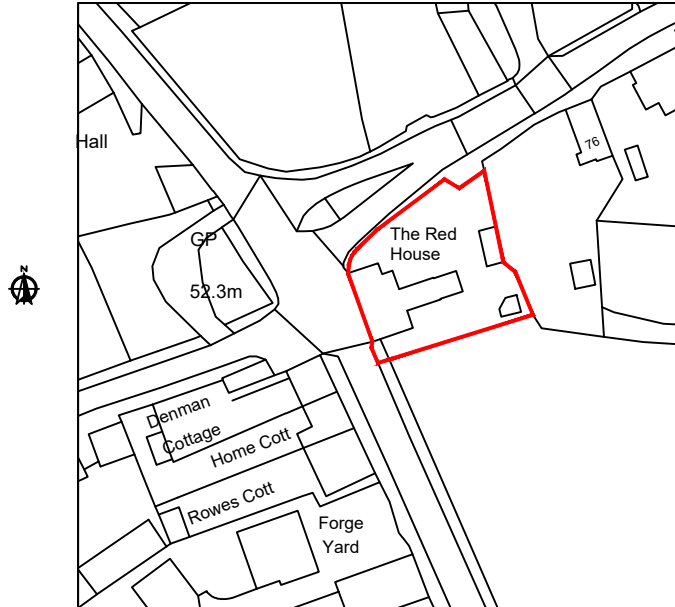 76
Hall
The Red
House
GP
52.3m
N
Denman
Cottage
Home Cott
Rowes Cott
Forge
Yard